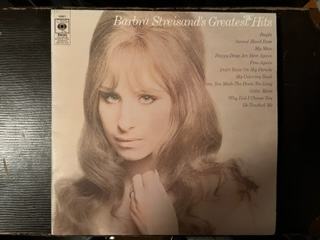 Barbra Streisand's Greatest Hits
People
Second Hand Rose
My Man
Happy Days Are Here Again
Free Again
Don't Rain On My Parade
My Coloring Book
Sam, You Made The Pants Too Long
Gotta Move
Why Did I Choose You
He Touched Me
CBS